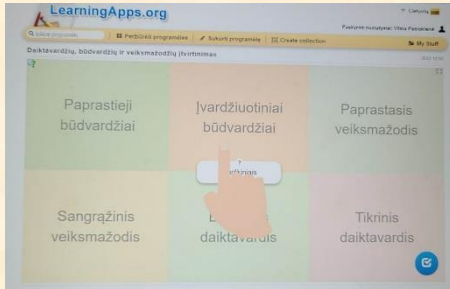 LearningApps.org
Peržiūrėti programėles
Sukurti programėlę
Create collection
My Stuff
Daiktavardžių, būdvardžių ir veiksmažodžių įtvirtinimas
Paprastieji
būdvardžiai
Įvardžiuotiniai
būdvardžiai
Paprastasis
veiksmažodis
Sangrąžinis
veiksmažodis
daiktavardis
Tikrinis
daiktavardis